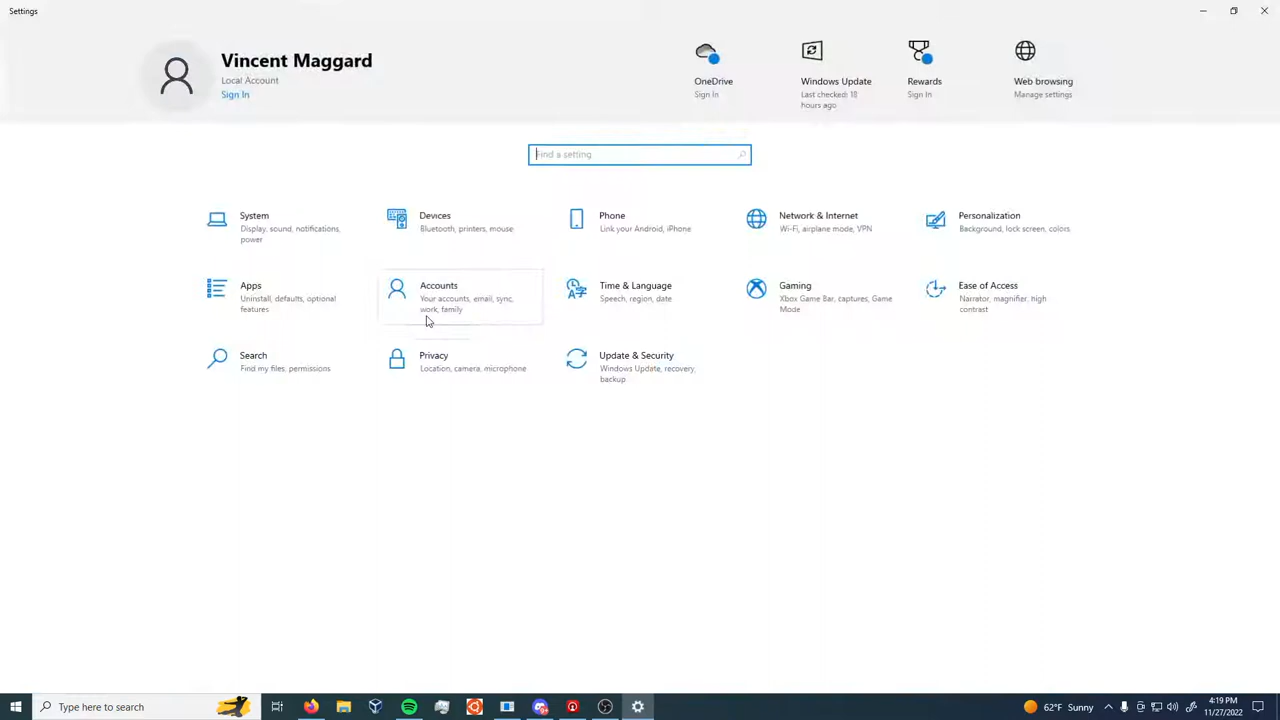 Settings
Vincent Maggard
Local Account
Sign In
OneDrive
Sign In
Windows Update
Last checked: 18
hours ago
Rewards
Sign In
Web browsing
Manage settings
Find a setting
System
Display, sound, notifications,
power
Devices
Bluetooth, printers, mouse
Phone
Link your Android, iPhone
Network & Internet
Wi-Fi, airplane mode, VPN
Personalization
Background, lock screen, colors
Apps
Uninstall, defaults, optional
features
Accounts
Your accounts, email, sync,
work, family
Time & Language
Speech, region, date
Gaming
Xbox Game Bar, captures, Game
Mode
Ease of Access
Narrator, magnifier, high
contrast
Search
Find my files, permissions
Privacy
Location, camera, microphone
Update & Security
Windows Update, recovery,
backup
Type here to search
62°F Sunny
4:19 PM
11/27/2022